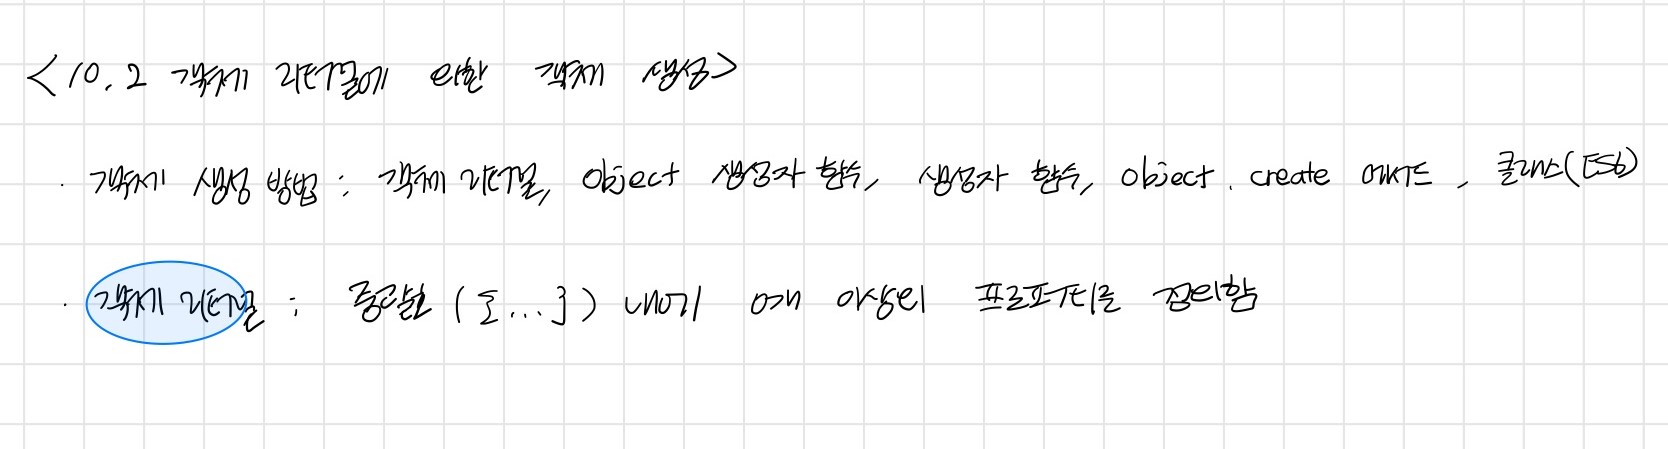 <10.2 객체 리터럴에 의한 객체 생성>
· 객체 생성 방법 : 객체 리터럴, Object 생성자 함수, 생성자 함수, Object.create 메서드, 클래스(ES6)
· 객체 리터럴 : 중괄호 ({...}) 내에 0개 이상의 프로퍼티를 정의함